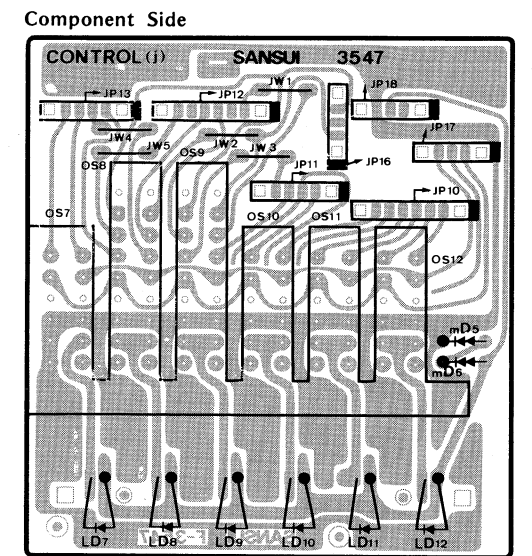 Component Side
CONTROL(j) SANSUI 3547
JP13 JP12 JW1 JP18
JW4 JW2 JP17
JW5 JW3 JP16
OS8 OS9 JP11
JP10
OS7 OS10 OS11
OS12
mD5
mD6
LD7 LD8 LD9 LD10 LD11 LD12